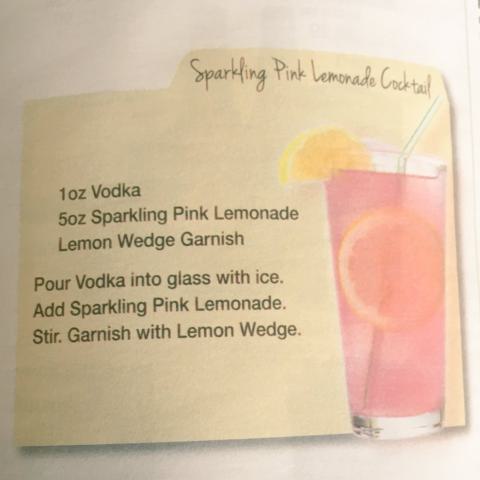 Sparkling Pink Lemonade Cocktail
1oz Vodka
5oz Sparkling Pink Lemonade
Lemon Wedge Garnish
Pour Vodka into glass with ice.
Add Sparkling Pink Lemonade.
Stir. Garnish with Lemon Wedge.